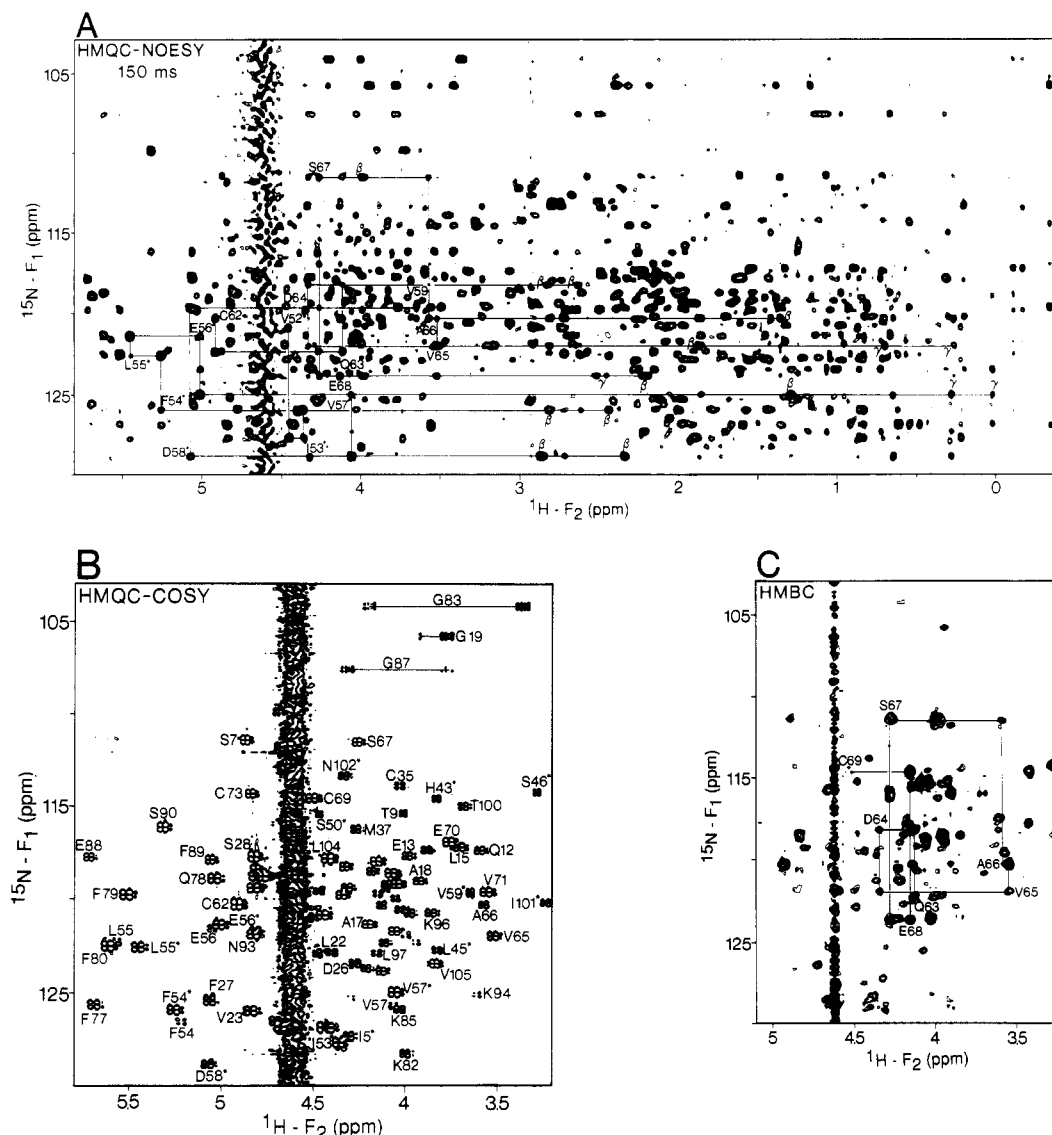 A
HMQC-NOESY
150 ms
105
115
125
15N - F1 (ppm)
S67 β
D64 V59 β β
C62 V52 A66 β
E56* V65 γ
L55* Q63
E68 γ β β γ γ
F54* V57* β β
D58* I53* β β
5 4 3 2 1 0
1H - F2 (ppm)
B
HMQC-COSY
105
115
125
15N - F1 (ppm)
G83
G19
G87
S7 S67
N102* C35 S46*
C73 C69 H43* T100
S90 S50* M37 T9 E70
E88 F89 S28 L104 E13 L15 Q12
Q78 A18
F79 V59* V71
C62 A66 I101*
E56* A17 K96
L55 E56 N93 V65
F80 L55* L22 L97 L45*
D26 V105
F27 V57* K94
F77 F54* V23 V57
F54 K85
I53 I5*
D58* K82
5.5 4.5 4 3.5
1H - F2 (ppm)
C
HMBC
105
115
125
15N - F1 (ppm)
S67
C69
D64
A66
V65
Q63
E68
5 4.5 4 3.5
1H - F2 (ppm)